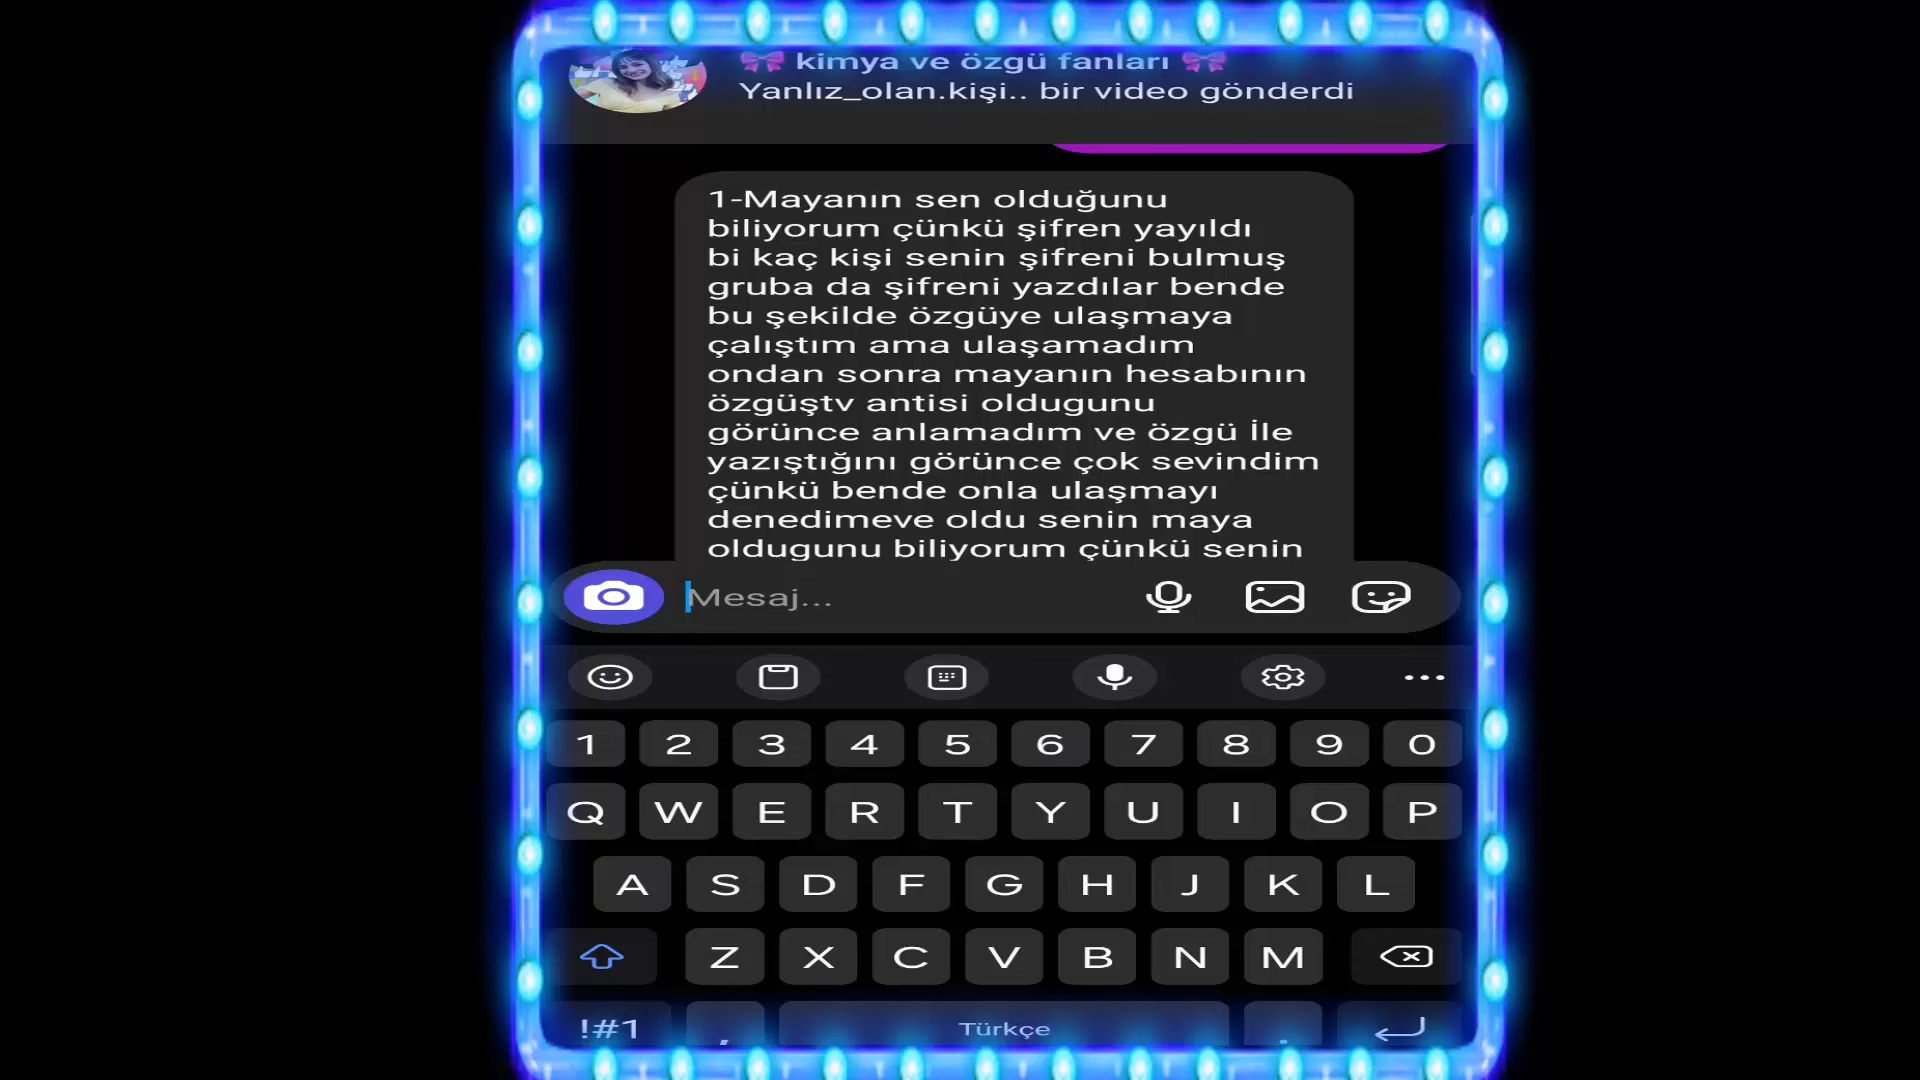 🎀 kimya ve özgü fanları 🎀
Yanlız_olan.kişi.. bir video gönderdi
1-Mayanın sen olduğunu
biliyorum çünkü şifren yayıldı
bi kaç kişi senin şifreni bulmuş
gruba da şifreni yazdılar bende
bu şekilde özgüye ulaşmaya
çalıştım ama ulaşamadım
ondan sonra mayanın hesabının
özgüştv antisi oldugunu
görünce anlamadım ve özgü İle
yazıştığını görünce çok sevindim
çünkü bende onla ulaşmayı
denedimeve oldu senin maya
oldugunu biliyorum çünkü senin
Mesaj...
1 2 3 4 5 6 7 8 9 0
Q W E R T Y U I O P
A S D F G H J K L
Z X C V B N M
!#1 , Türkçe .